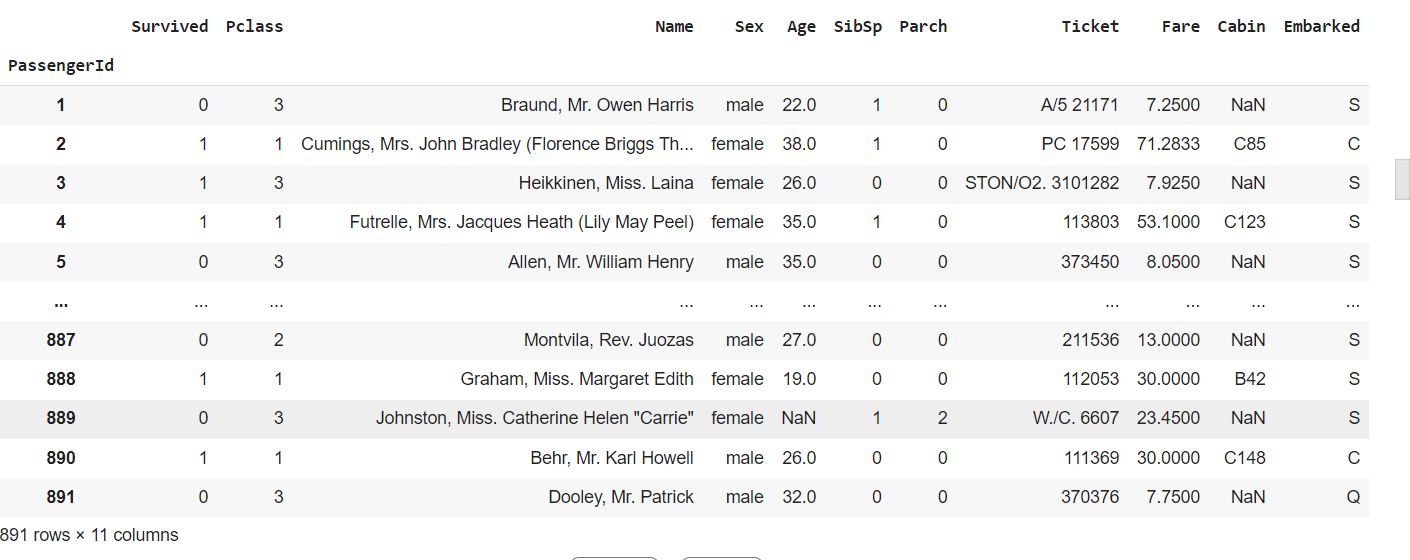 Survived Pclass Name Sex Age SibSp Parch Ticket Fare Cabin Embarked
PassengerId
1 0 3 Braund, Mr. Owen Harris male 22.0 1 0 A/5 21171 7.2500 NaN S
2 1 1 Cumings, Mrs. John Bradley (Florence Briggs Th... female 38.0 1 0 PC 17599 71.2833 C85 C
3 1 3 Heikkinen, Miss. Laina female 26.0 0 0 STON/O2. 3101282 7.9250 NaN S
4 1 1 Futrelle, Mrs. Jacques Heath (Lily May Peel) female 35.0 1 0 113803 53.1000 C123 S
5 0 3 Allen, Mr. William Henry male 35.0 0 0 373450 8.0500 NaN S
... ... ... ... ... ... ... ... ... ... ... ...
887 0 2 Montvila, Rev. Juozas male 27.0 0 0 211536 13.0000 NaN S
888 1 1 Graham, Miss. Margaret Edith female 19.0 0 0 112053 30.0000 B42 S
889 0 3 Johnston, Miss. Catherine Helen "Carrie" female NaN 1 2 W./C. 6607 23.4500 NaN S
890 1 1 Behr, Mr. Karl Howell male 26.0 0 0 111369 30.0000 C148 C
891 0 3 Dooley, Mr. Patrick male 32.0 0 0 370376 7.7500 NaN Q
891 rows × 11 columns